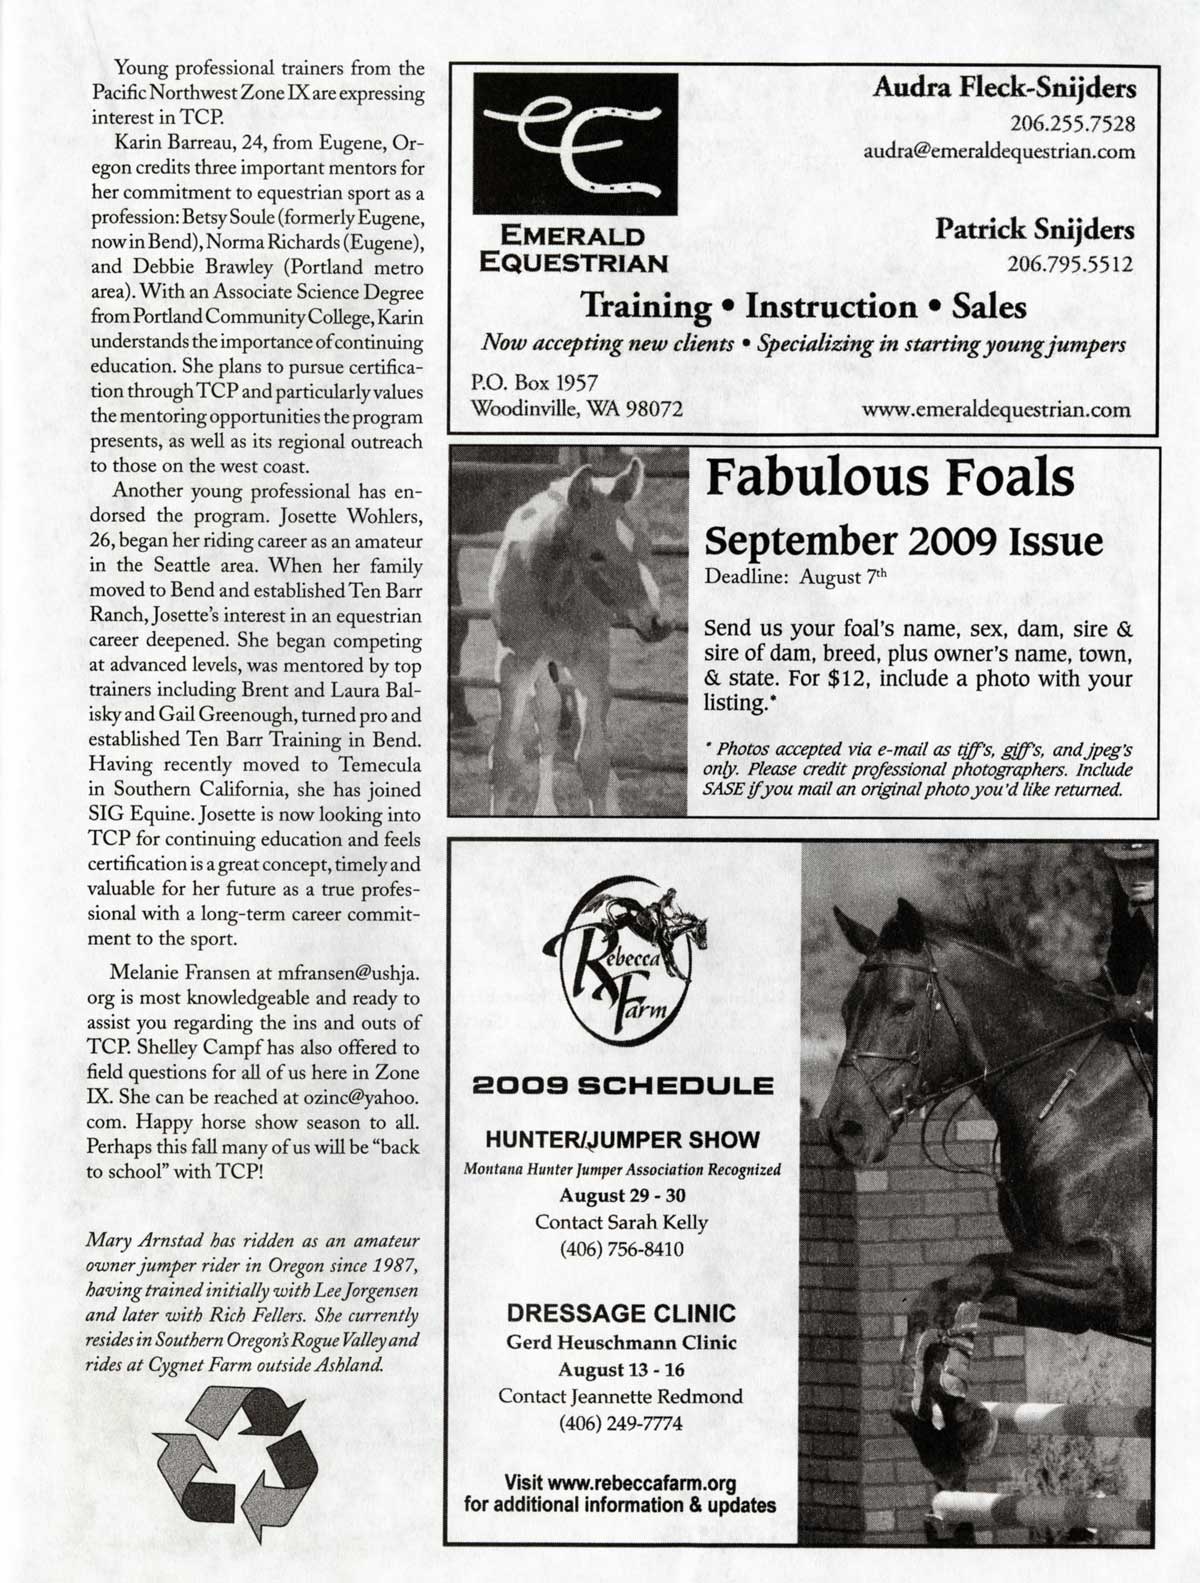 Young professional trainers from the
Pacific Northwest Zone IX are expressing
interest in TCP.
Karin Barreau, 24, from Eugene, Or-
egon credits three important mentors for
her commitment to equestrian sport as a
profession: Betsy Soule (formerly Eugene,
now in Bend), Norma Richards (Eugene),
and Debbie Brawley (Portland metro
area). With an Associate Science Degree
from Portland Community College, Karin
understands the importance of continuing
education. She plans to pursue certifica-
tion through TCP and particularly values
the mentoring opportunities the program
presents, as well as its regional outreach
to those on the west coast.
Another young professional has en-
dorsed the program. Josette Wohlers,
26, began her riding career as an amateur
in the Seattle area. When her family
moved to Bend and established Ten Barr
Ranch, Josette's interest in an equestrian
career deepened. She began competing
at advanced levels, was mentored by top
trainers including Brent and Laura Bal-
isky and Gail Greenough, turned pro and
established Ten Barr Training in Bend.
Having recently moved to Temecula
in Southern California, she has joined
SIG Equine. Josette is now looking into
TCP for continuing education and feels
certification is a great concept, timely and
valuable for her future as a true profes-
sional with a long-term career commit-
ment to the sport.
Melanie Fransen at mfransen@ushja.
org is most knowledgeable and ready to
assist you regarding the ins and outs of
TCP. Shelley Campf has also offered to
field questions for all of us here in Zone
IX. She can be reached at ozinc@yahoo.
com. Happy horse show season to all.
Perhaps this fall many of us will be "back
to school" with TCP!
Mary Arnstad has ridden as an amateur
owner jumper rider in Oregon since 1987,
having trained initially with Lee Jorgensen
and later with Rich Fellers. She currently
resides in Southern Oregon's Rogue Valley and
rides at Cygnet Farm outside Ashland.
EMERALD
EQUESTRIAN
Audra Fleck-Snijders
206.255.7528
audra@emeraldequestrian.com
Patrick Snijders
206.795.5512
Training • Instruction • Sales
Now accepting new clients • Specializing in starting young jumpers
P.O. Box 1957
Woodinville, WA 98072
www.emeraldequestrian.com
Fabulous Foals
September 2009 Issue
Deadline: August 7th
Send us your foal's name, sex, dam, sire &
sire of dam, breed, plus owner's name, town,
& state. For $12, include a photo with your
listing.*
* Photos accepted via e-mail as tiff's, giff's, and jpeg's
only. Please credit professional photographers. Include
SASE if you mail an original photo you'd like returned.
Rebecca
Farm
2009 SCHEDULE
HUNTER/JUMPER SHOW
Montana Hunter Jumper Association Recognized
August 29 - 30
Contact Sarah Kelly
(406) 756-8410
DRESSAGE CLINIC
Gerd Heuschmann Clinic
August 13 - 16
Contact Jeannette Redmond
(406) 249-7774
Visit www.rebeccafarm.org
for additional information & updates